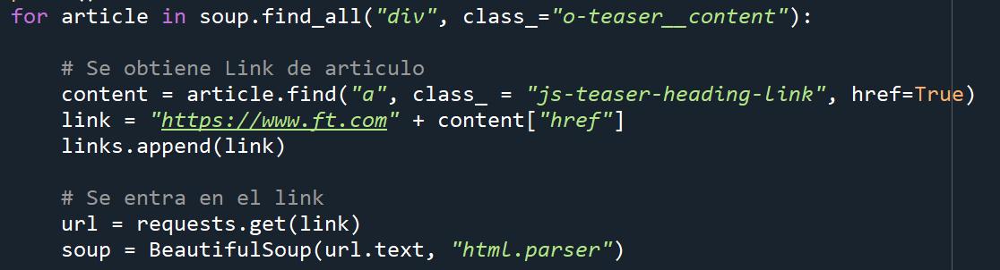 for article in soup.find_all("div", class_="o-teaser__content"):
# Se obtiene Link de articulo
content = article.find("a", class_ = "js-teaser-heading-link", href=True)
link = "https://www.ft.com" + content["href"]
links.append(link)
# Se entra en el link
url = requests.get(link)
soup = BeautifulSoup(url.text, "html.parser")